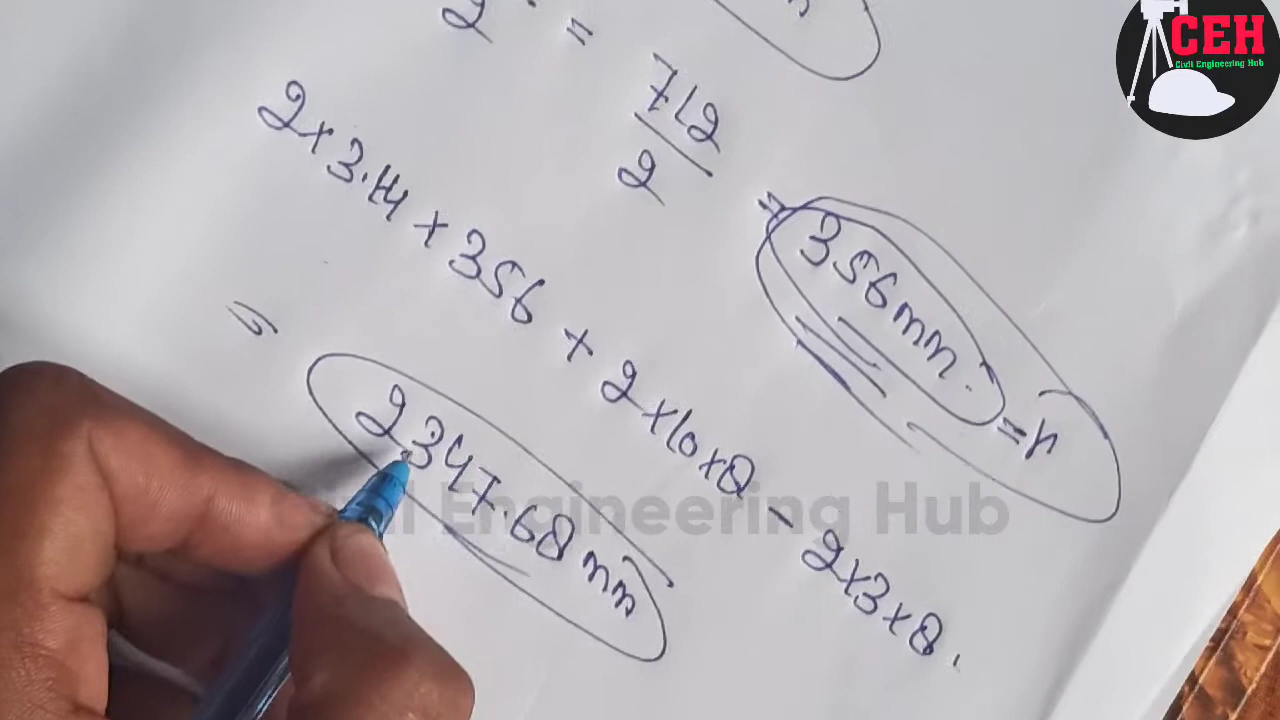 CEH
Civil Engineering Hub
2 = 712/2 = 356mm. = r
2×3.14 × 356 + 2×10×8 - 2×3×8.
= 2347.68 mm
Engineering Hub